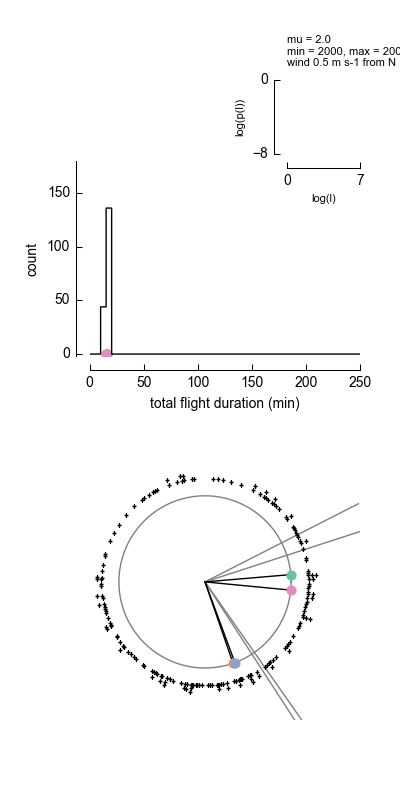 mu = 2.0
min = 2000, max = 200
wind 0.5 m s-1 from N
0
log(p(l))
−8
0 7
log(l)
150
100
count
50
0
0 50 100 150 200 250
total flight duration (min)